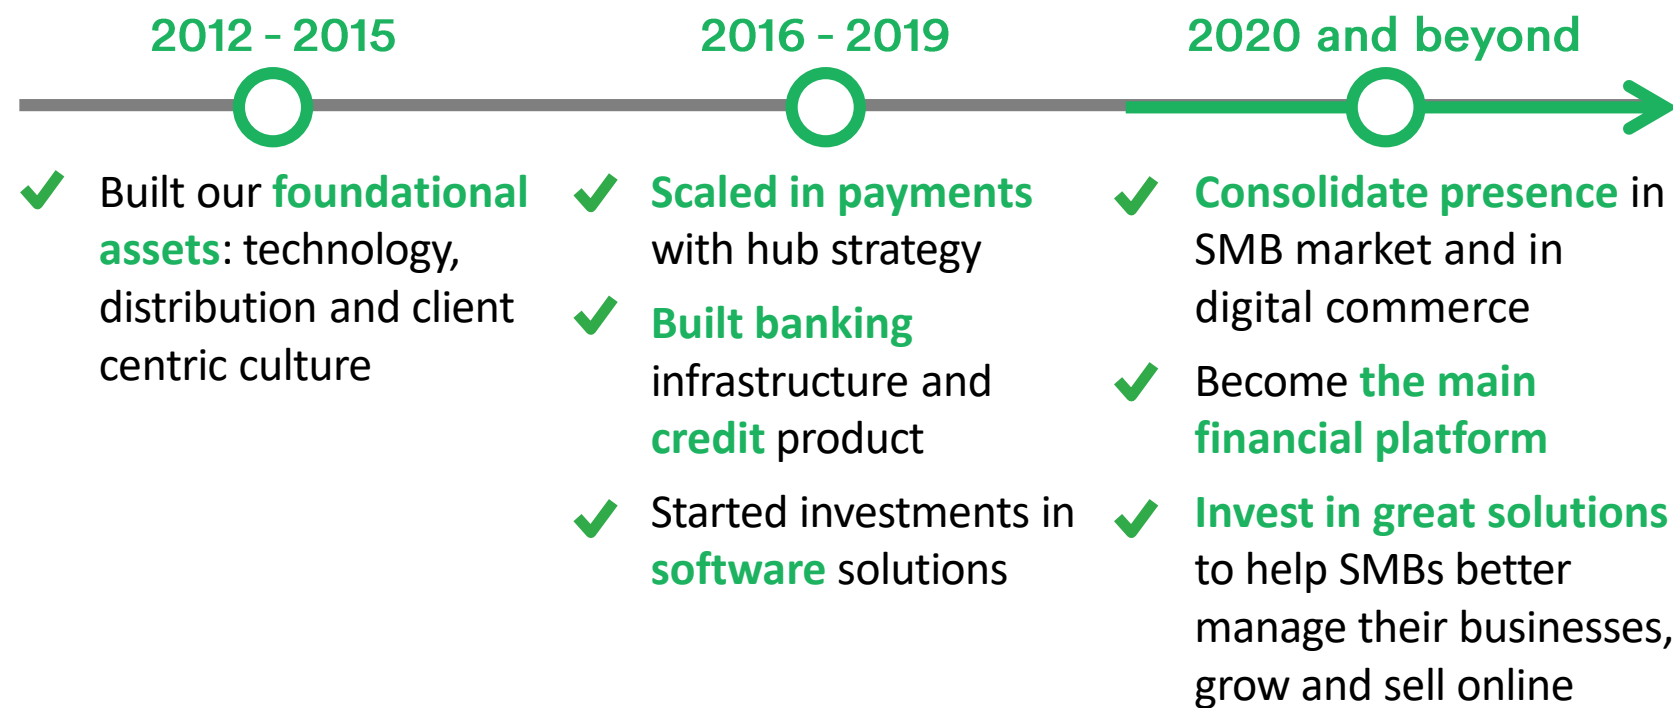 2012 - 2015
Built our foundational
assets: technology,
distribution and client
centric culture
2016 - 2019
Scaled in payments
with hub strategy
Built banking
infrastructure and
credit product
Started investments in
software solutions
2020 and beyond
Consolidate presence in
SMB market and in
digital commerce
Become the main
financial platform
Invest in great solutions
to help SMBs better
manage their businesses,
grow and sell online